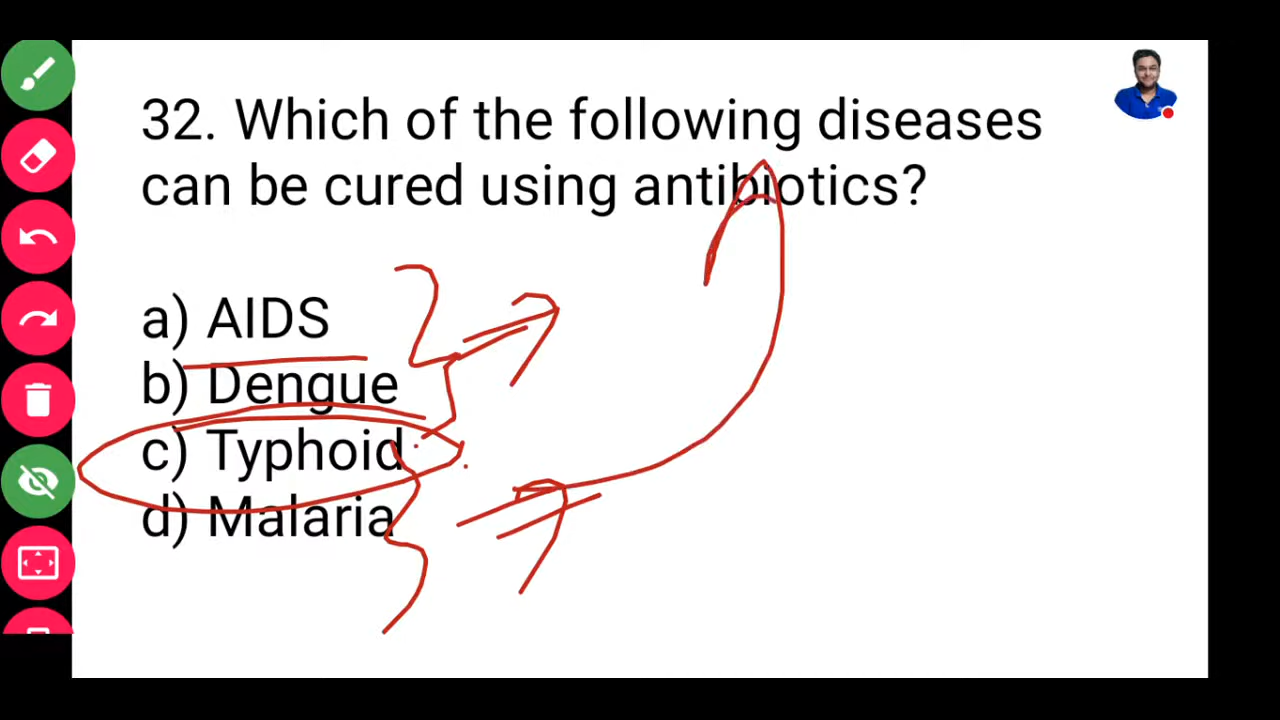 32. Which of the following diseases
can be cured using antibiotics?
a) AIDS
b) Dengue
c) Typhoid
d) Malaria